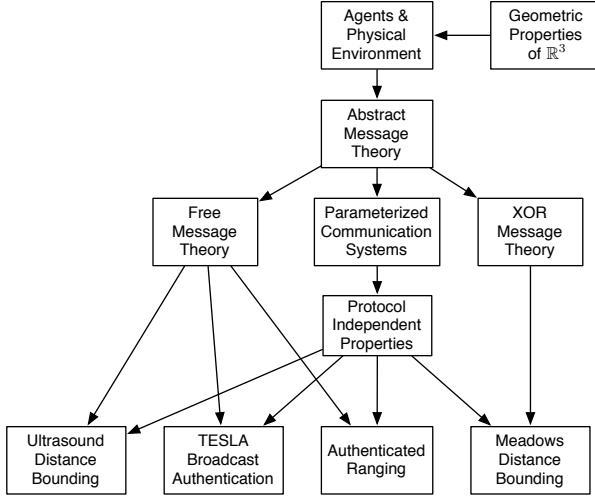 Agents &
Physical
Environment
Geometric
Properties
of ℝ³
Abstract
Message
Theory
Free
Message
Theory
Parameterized
Communication
Systems
XOR
Message
Theory
Protocol
Independent
Properties
Ultrasound
Distance
Bounding
TESLA
Broadcast
Authentication
Authenticated
Ranging
Meadows
Distance
Bounding